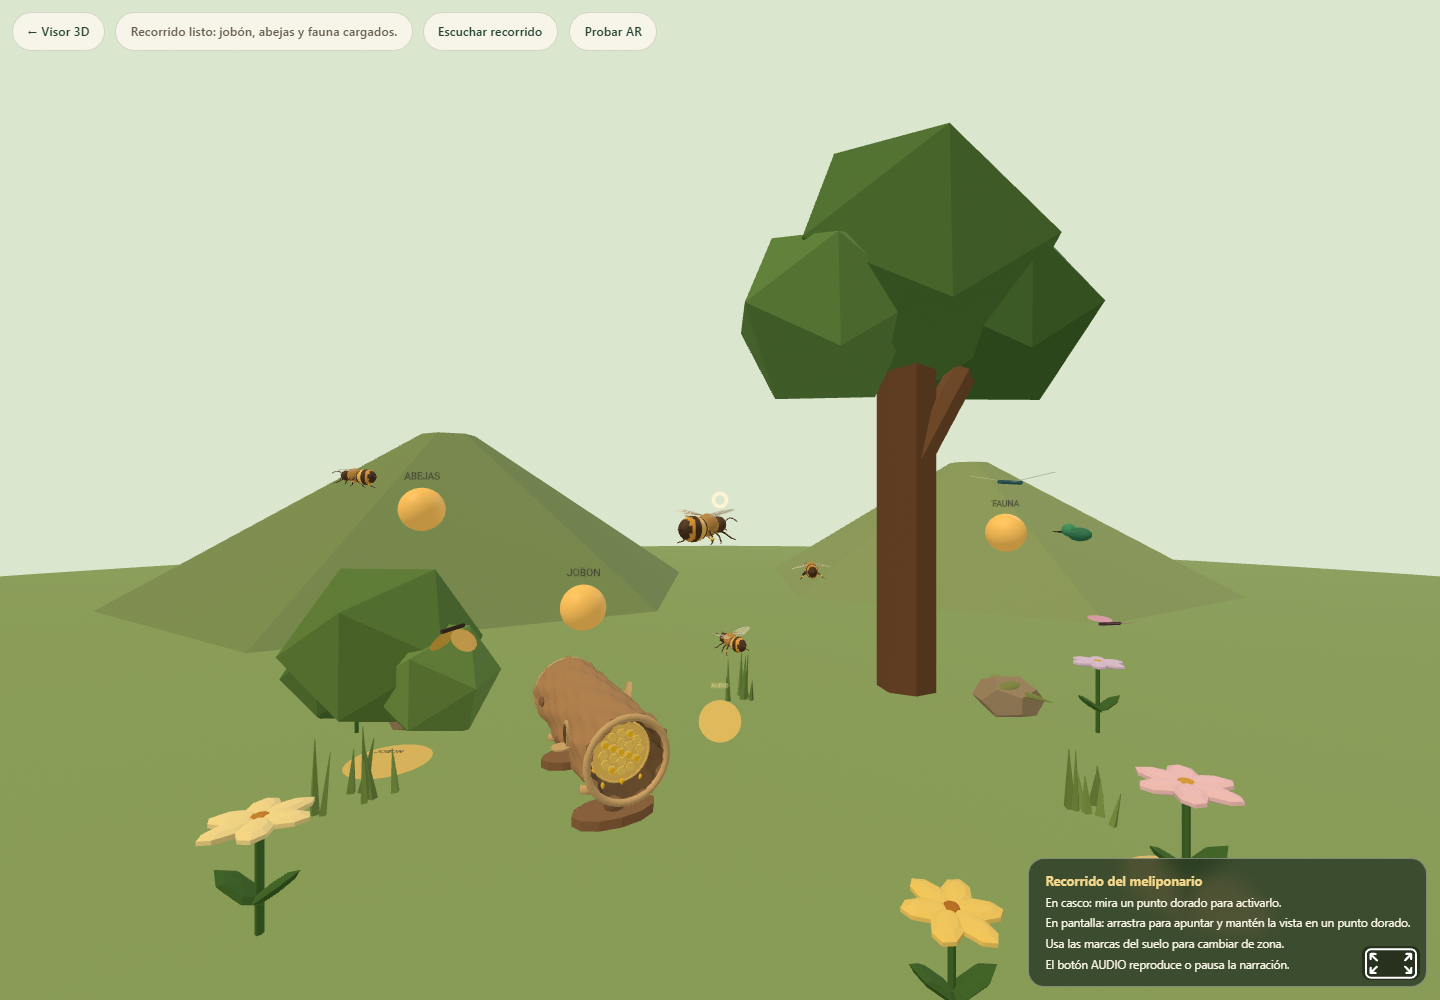 ← Visor 3D
Recorrido listo: jobón, abejas y fauna cargados.
Escuchar recorrido
Probar AR
ABEJAS
FAUNA
JOBON
AUDIO
Recorrido del meliponario
En casco: mira un punto dorado para activarlo.
En pantalla: arrastra para apuntar y mantén la vista en un punto dorado.
Usa las marcas del suelo para cambiar de zona.
El botón AUDIO reproduce o pausa la narración.